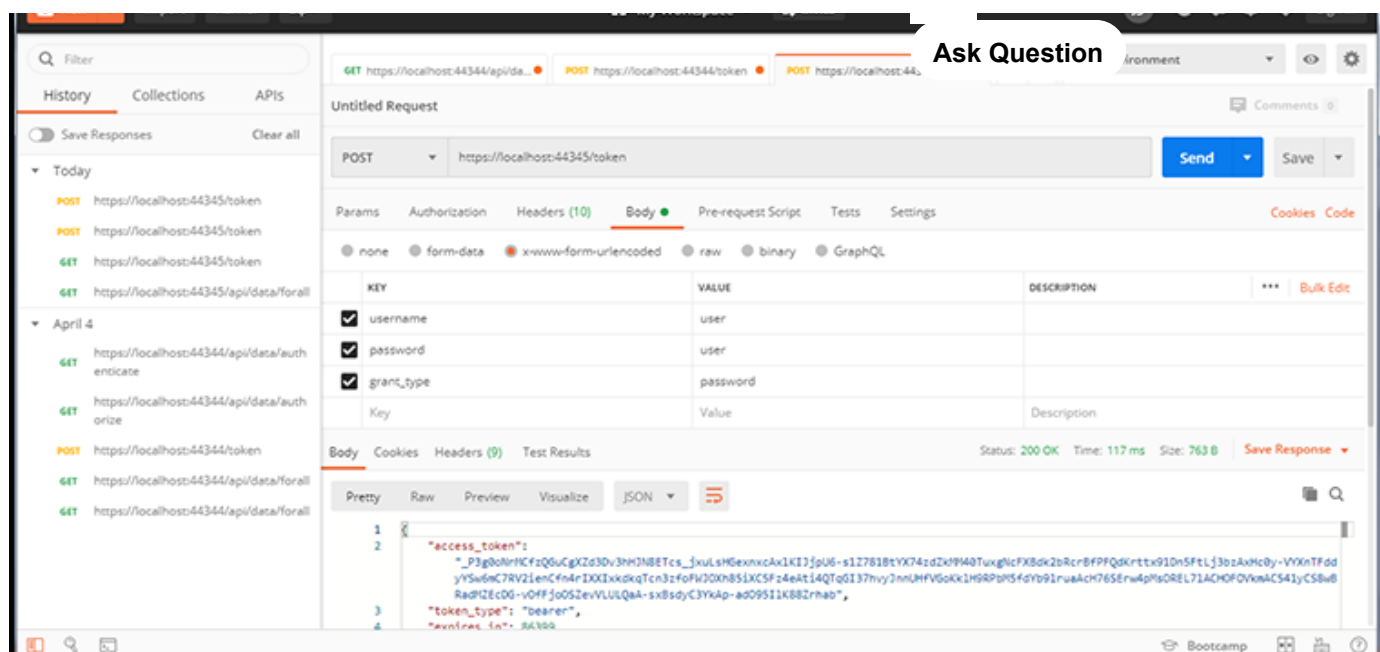 My Workspace
Ask Question
Filter
GET https://localhost:44344/api/da...
POST https://localhost:44344/token
POST https://localhost:443
ironment
History Collections APIs
Untitled Request
Comments 0
Save Responses Clear all
POST https://localhost:44345/token
Send Save
Today
POST https://localhost:44345/token
POST https://localhost:44345/token
GET https://localhost:44345/token
GET https://localhost:44345/api/data/forall
Params Authorization Headers (10) Body Pre-request Script Tests Settings
Cookies Code
none form-data x-www-form-urlencoded raw binary GraphQL
KEY VALUE DESCRIPTION ••• Bulk Edit
username user
password user
grant_type password
Key Value Description
April 4
GET https://localhost:44344/api/data/auth
enticate
GET https://localhost:44344/api/data/auth
orize
POST https://localhost:44344/token
GET https://localhost:44344/api/data/forall
GET https://localhost:44344/api/data/forall
Body Cookies Headers (9) Test Results
Status: 200 OK Time: 117 ms Size: 763 B Save Response
Pretty Raw Preview Visualize JSON
1 {
2 "access_token":
3 "token_type": "bearer",
4 "expires_in": 86399,
Bootcamp